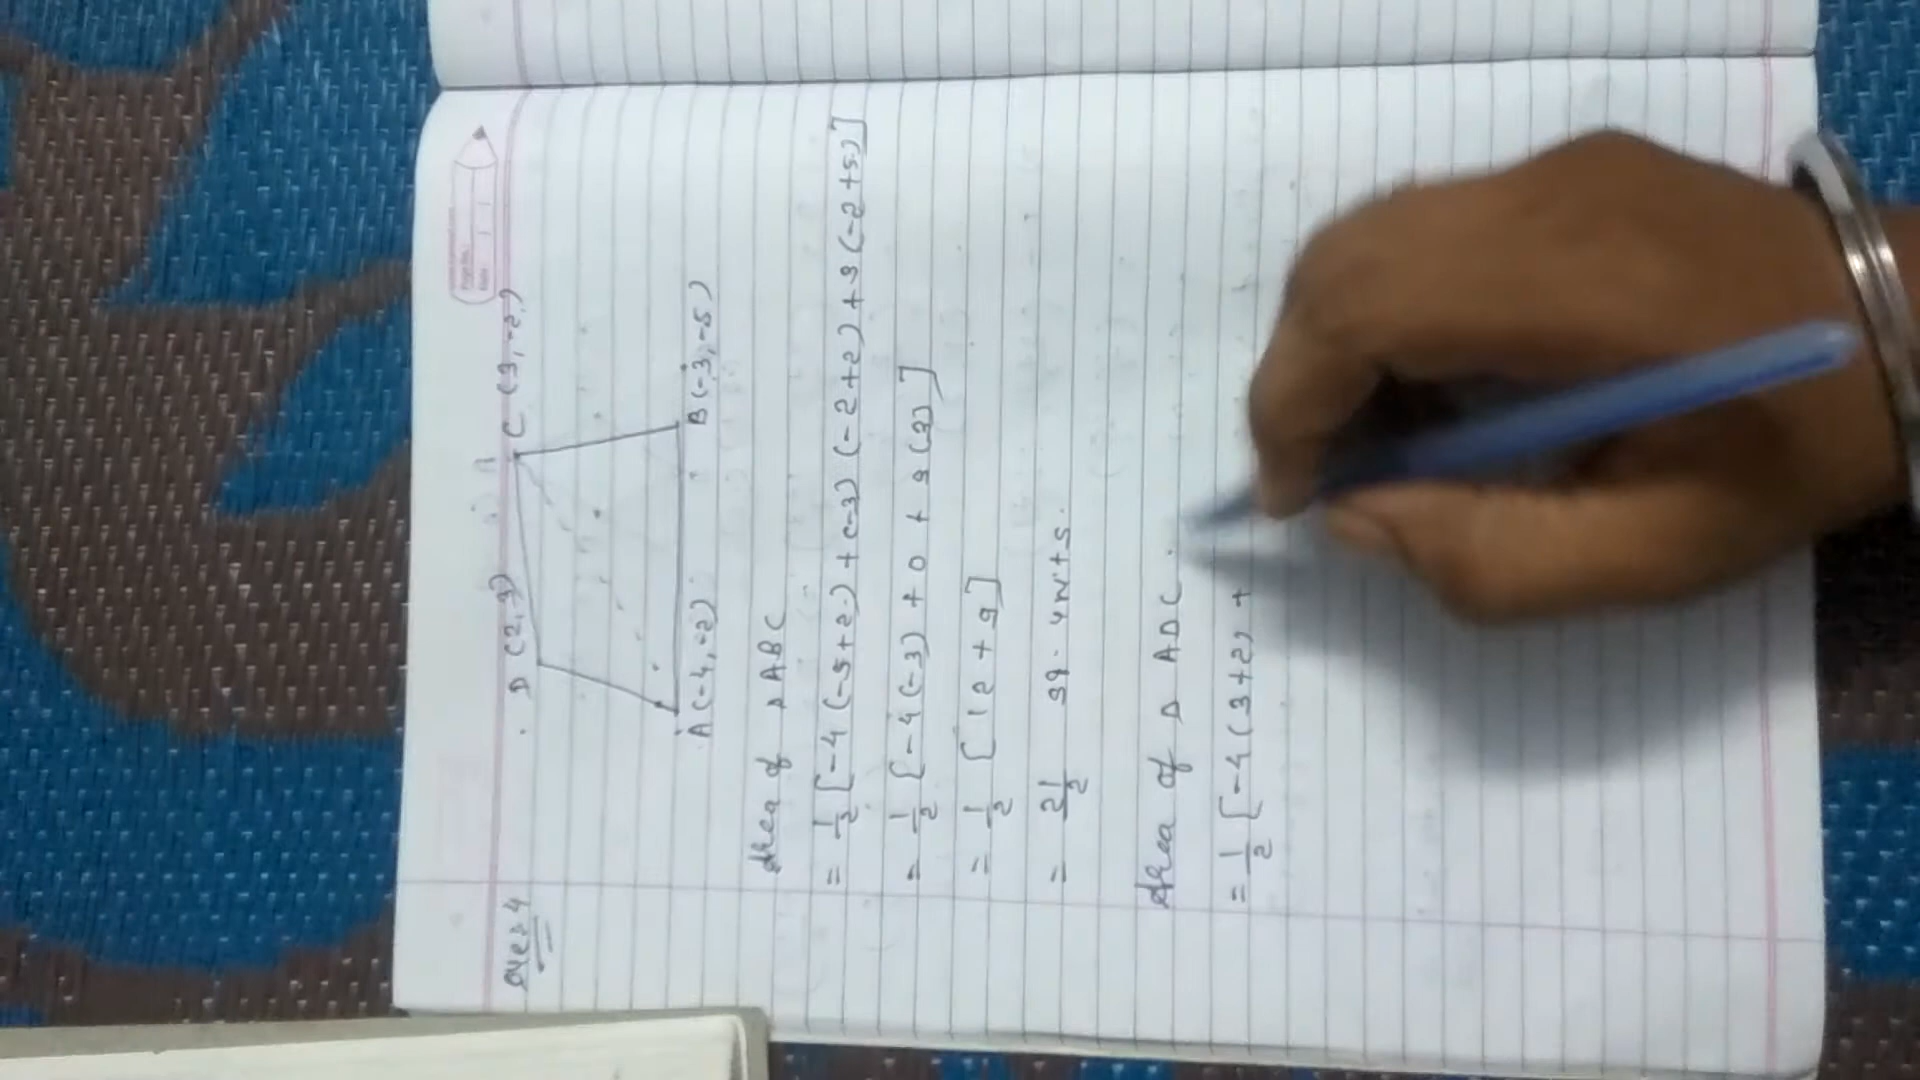 Ques 4
D (2, 3) C (3, -2)
A (-4, -2) B (-3, -5)
Area of △ ABC
= 1/2 [-4 (-5+2) + (-3) (-2+2) + 3 (-2+5)]
= 1/2 [-4 (-3) + 0 + 3 (3)]
= 1/2 [12 + 9]
= 21/2 sq. units.
Area of △ ADC.
= 1/2 [-4 (3+2) +